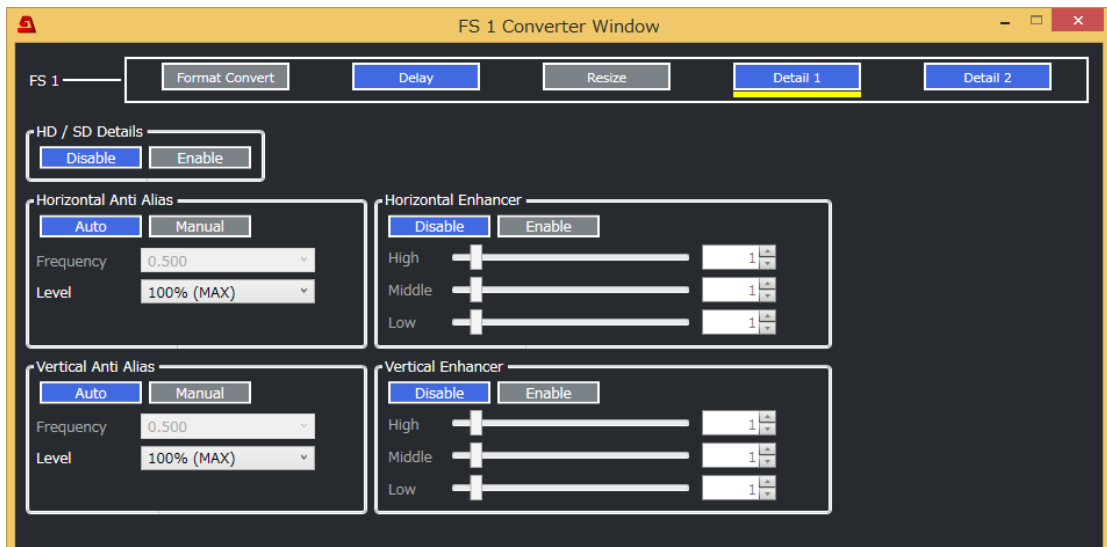 FS 1 Converter Window
FS 1 Format Convert Delay Resize Detail 1 Detail 2
HD / SD Details
Disable Enable
Horizontal Anti Alias
Auto Manual
Frequency 0.500
Level 100% (MAX)
Horizontal Enhancer
Disable Enable
High 1
Middle 1
Low 1
Vertical Anti Alias
Auto Manual
Frequency 0.500
Level 100% (MAX)
Vertical Enhancer
Disable Enable
High 1
Middle 1
Low 1